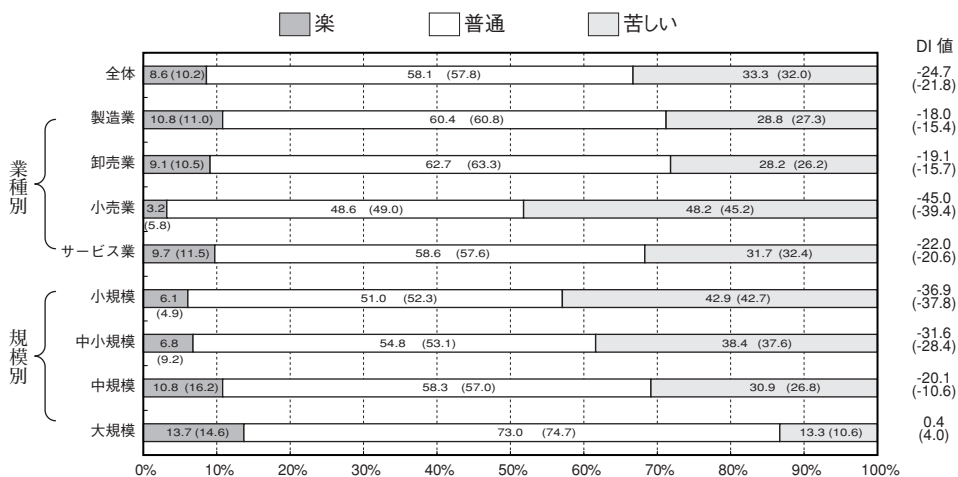 楽 普通 苦しい
DI 値
全体 8.6 (10.2) 58.1 (57.8) 33.3 (32.0) -24.7
(-21.8)
業種別
製造業 10.8 (11.0) 60.4 (60.8) 28.8 (27.3) -18.0
(-15.4)
卸売業 9.1 (10.5) 62.7 (63.3) 28.2 (26.2) -19.1
(-15.7)
小売業 3.2 48.6 (49.0) 48.2 (45.2) -45.0
(5.8) (-39.4)
サービス業 9.7 (11.5) 58.6 (57.6) 31.7 (32.4) -22.0
(-20.6)
規模別
小規模 6.1 51.0 (52.3) 42.9 (42.7) -36.9
(4.9) (-37.8)
中小規模 6.8 54.8 (53.1) 38.4 (37.6) -31.6
(9.2) (-28.4)
中規模 10.8 (16.2) 58.3 (57.0) 30.9 (26.8) -20.1
(-10.6)
大規模 13.7 (14.6) 73.0 (74.7) 13.3 (10.6) 0.4
(4.0)
0% 10% 20% 30% 40% 50% 60% 70% 80% 90% 100%